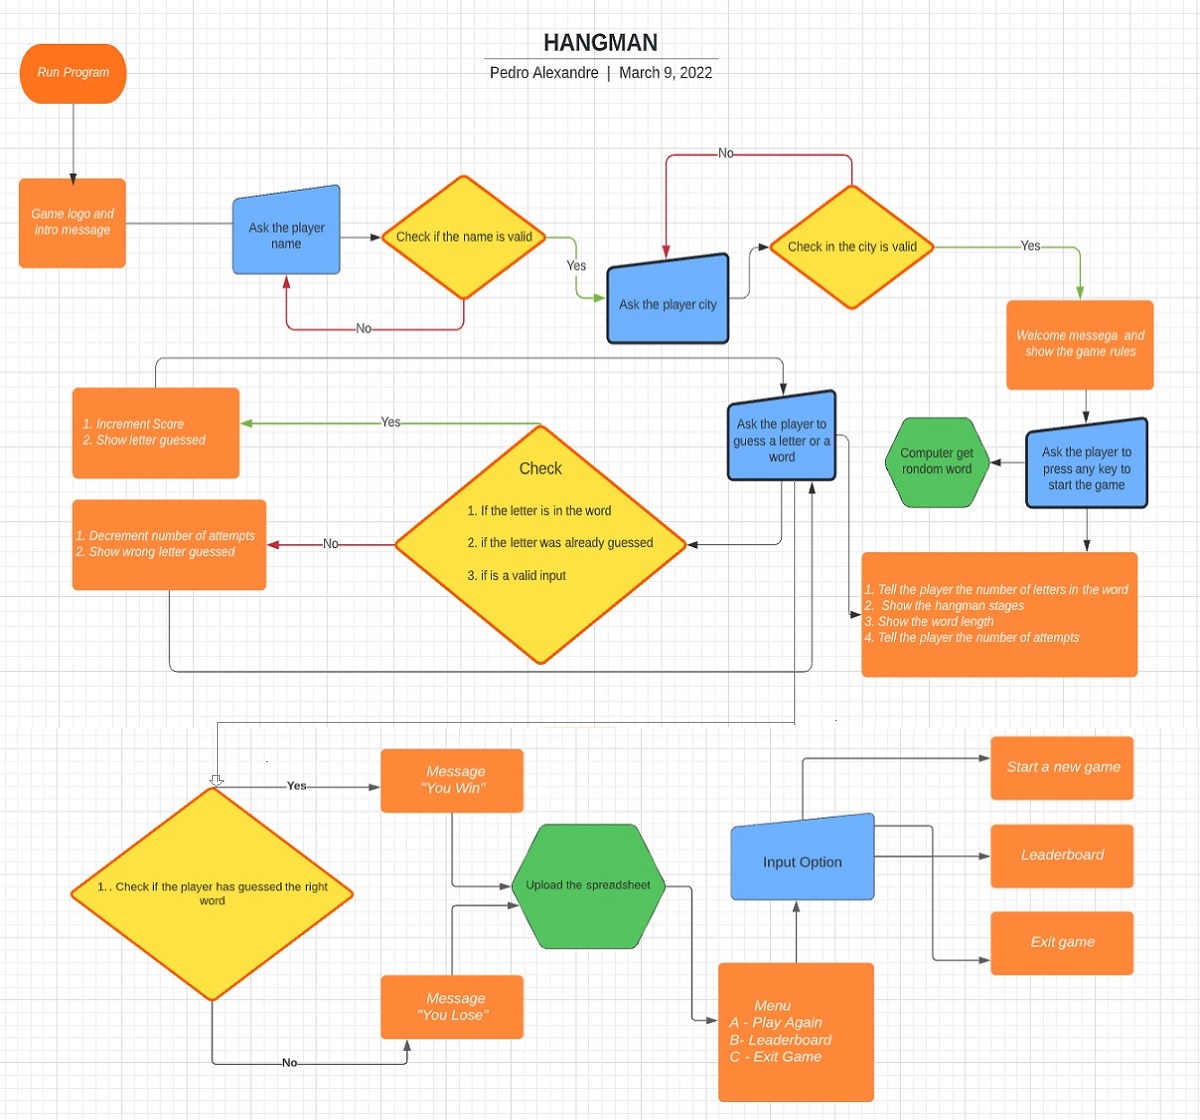 HANGMAN
Pedro Alexandre | March 9, 2022
Run Program
Game logo and
intro message
Ask the player
name
Check if the name is valid
Yes
No
Ask the player city
No
Check in the city is valid
Yes
Welcome messega and
show the game rules
1. Increment Score
2. Show letter guessed
Yes
Ask the player to
guess a letter or a
word
Computer get
rondom word
Ask the player to
press any key to
start the game
Check
1. If the letter is in the word
2. if the letter was already guessed
3. if is a valid input
1. Decrement number of attempts
2. Show wrong letter guessed
No
1. Tell the player the number of letters in the word
2. Show the hangman stages
3. Show the word length
4. Tell the player the number of attempts
Yes
Message
"You Win"
1. . Check if the player has guessed the right
word
Upload the spreadsheet
Input Option
Start a new game
Leaderboard
Exit game
Message
"You Lose"
No
Menu
A - Play Again
B- Leaderboard
C - Exit Game